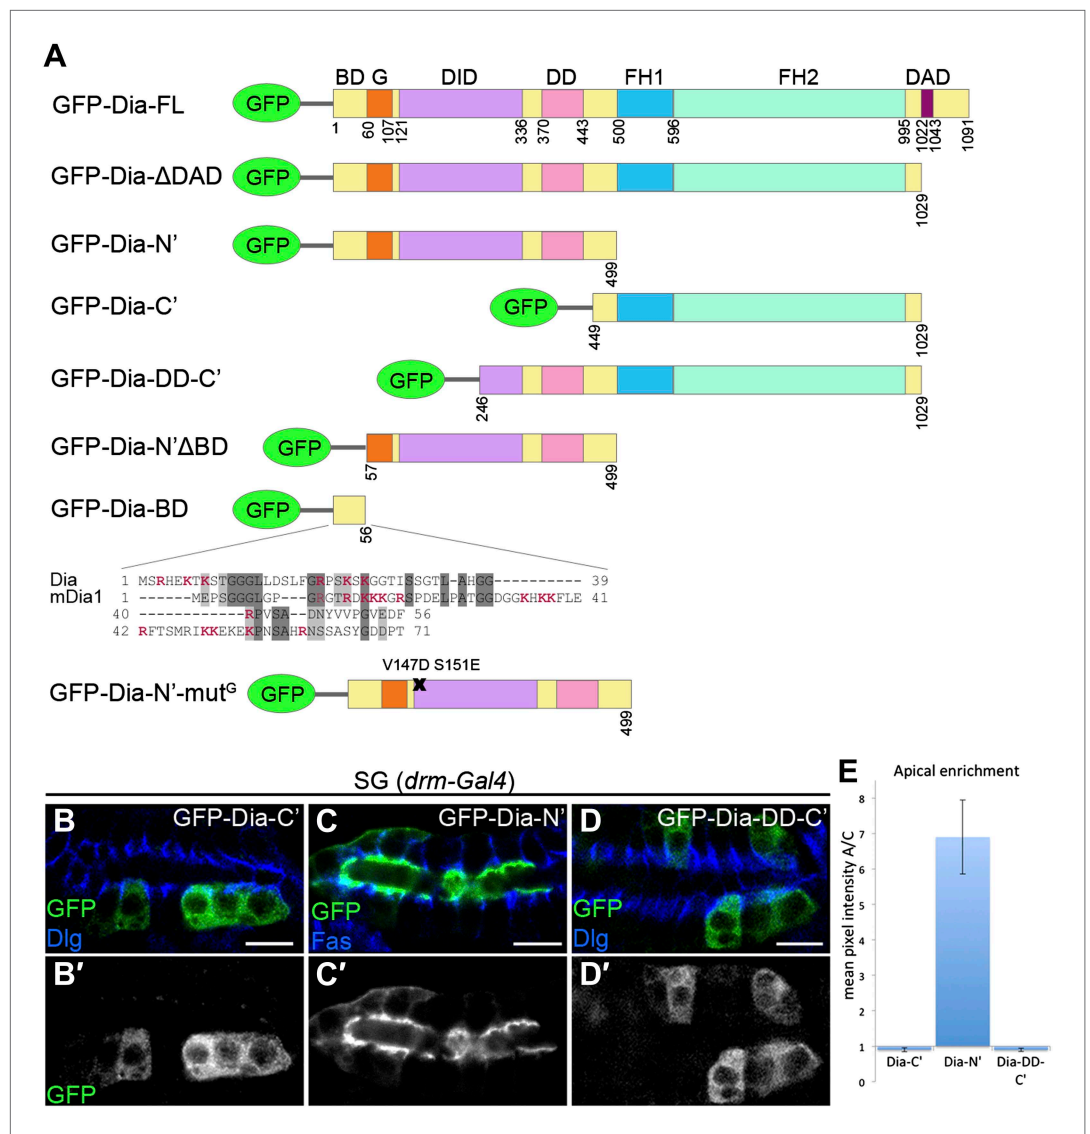 A
BD G DID DD FH1 FH2 DAD
GFP-Dia-FL GFP
1 60 107 121 336 370 443 500 596 995 1022 1043 1091
GFP-Dia-ΔDAD GFP
1029
GFP-Dia-N' GFP
499
GFP-Dia-C' GFP
449 1029
GFP-Dia-DD-C' GFP
246 1029
GFP-Dia-N'ΔBD GFP
57 499
GFP-Dia-BD GFP
56
Dia 1 MSRHEKTKSTGGGLLDSLFGRPSKSKGGTISSGTL-AHGG---------- 39
mDia1 1 ------MEPSGGGLGP---GRGTRDKKKGRSPDELPATGGDGGKHKKFLE 41
40 ------------RPVSA--DNYVVPGVEDF 56
42 RFTSMRIKKEKEKPNSAHRNSSASYGDDPT 71
V147D S151E
GFP-Dia-N'-mutᴳ GFP
499
SG (drm-Gal4)
B GFP-Dia-C'
GFP
Dlg
C GFP-Dia-N'
GFP
Fas
D GFP-Dia-DD-C'
GFP
Dlg
B'
GFP
C'
D'
E
Apical enrichment
mean pixel intensity A/C
8
7
6
5
4
3
2
1
0
Dia-C' Dia-N' Dia-DD-
C'